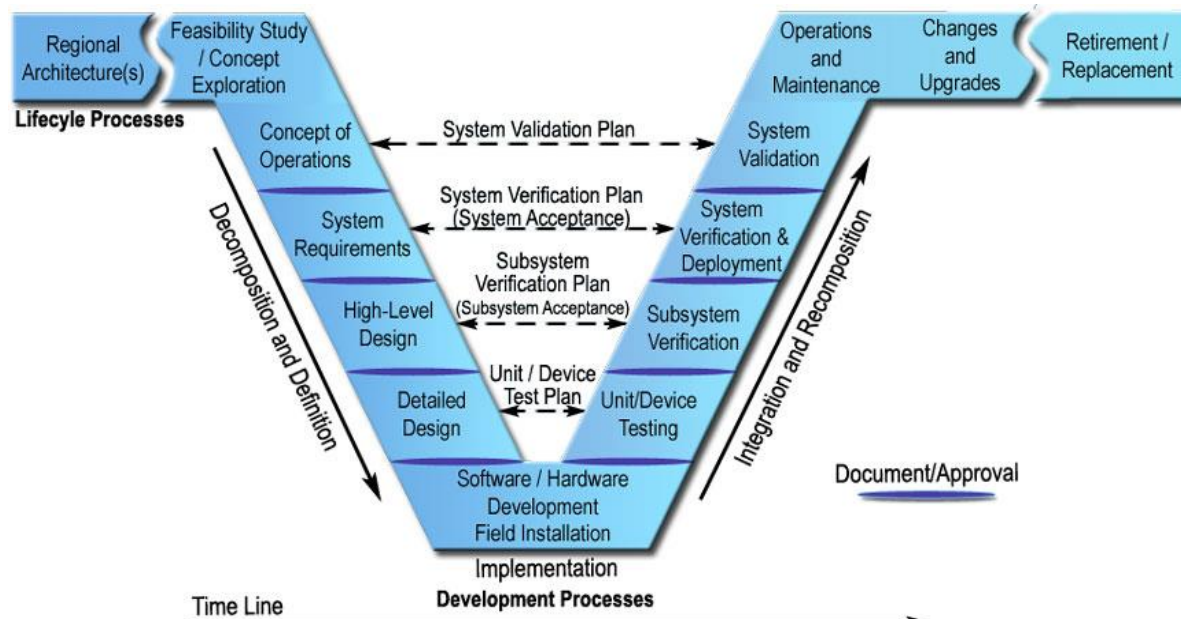 Regional
Architecture(s)
Feasibility Study
/ Concept
Exploration
Operations
and
Maintenance
Changes
and
Upgrades
Retirement /
Replacement
Lifecyle Processes
Concept of
Operations
System Validation Plan
System
Validation
System
Requirements
System Verification Plan
(System Acceptance)
System
Verification &
Deployment
High-Level
Design
Subsystem
Verification Plan
(Subsystem Acceptance)
Subsystem
Verification
Detailed
Design
Unit / Device
Test Plan
Unit/Device
Testing
Decomposition and Definition
Integration and Recomposition
Software / Hardware
Development
Field Installation
Document/Approval
Implementation
Development Processes
Time Line